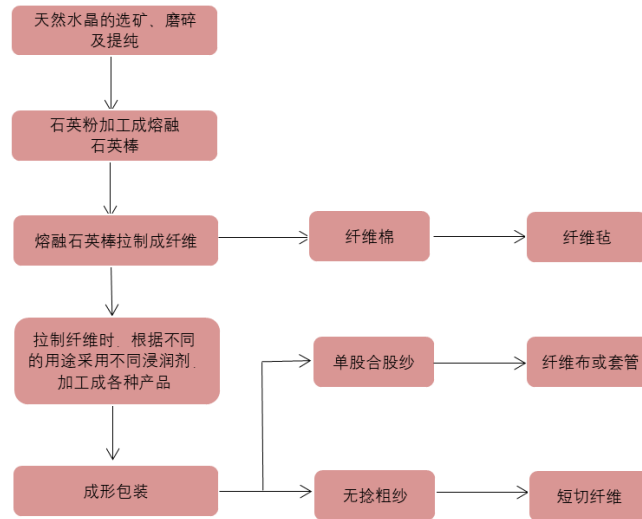 天然水晶的选矿、磨碎
及提纯
石英粉加工成熔融
石英棒
熔融石英棒拉制成纤维
纤维棉
纤维毡
拉制纤维时、根据不同
的用途采用不同浸润剂、
加工成各种产品
单股合股纱
纤维布或套管
成形包装
无捻粗纱
短切纤维